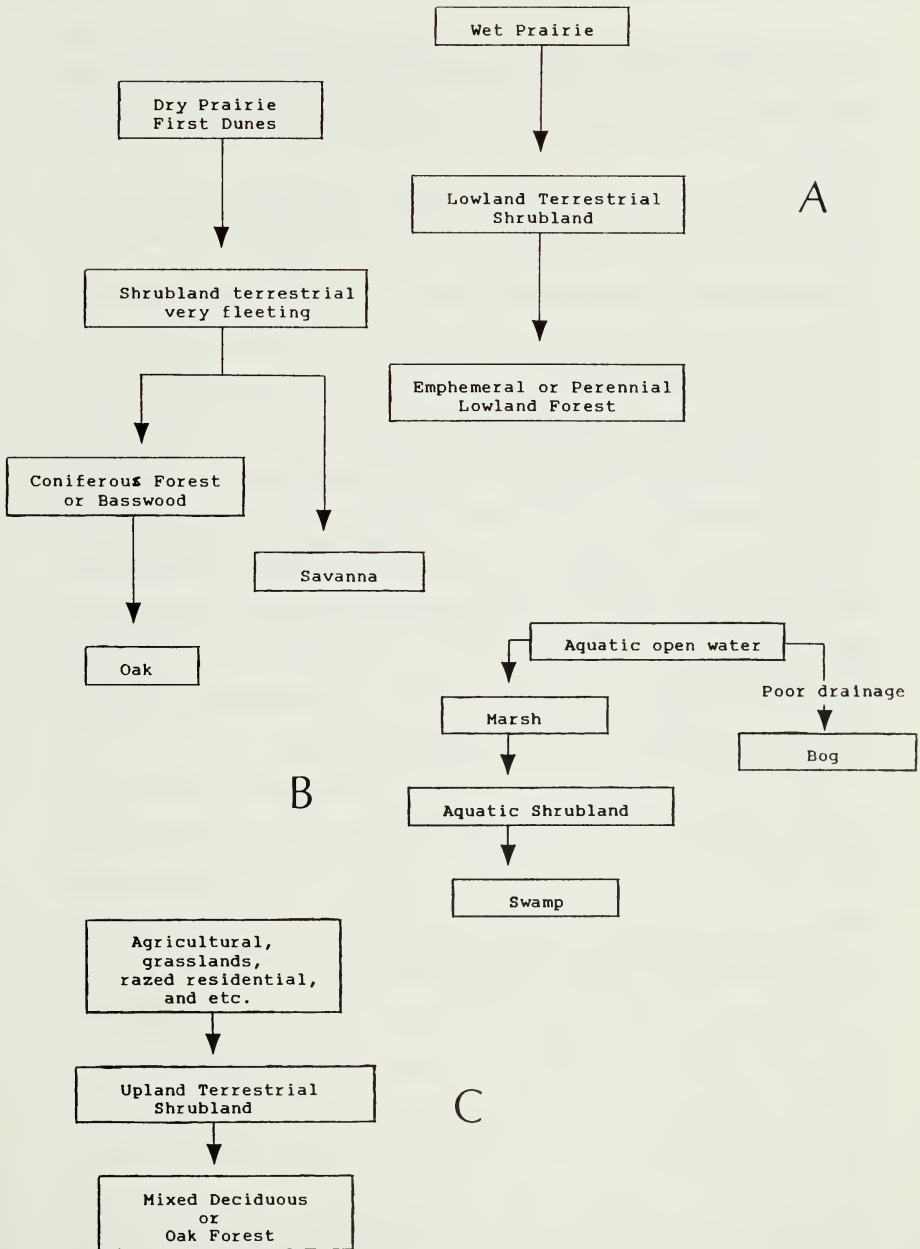 Wet Prairie
Dry Prairie
First Dunes
Lowland Terrestrial
Shrubland
A
Shrubland terrestrial
very fleeting
Emphemeral or Perennial
Lowland Forest
Coniferous Forest
or Basswood
Savanna
Oak
Aquatic open water
Poor drainage
Marsh
Bog
B
Aquatic Shrubland
Swamp
Agricultural,
grasslands,
razed residential,
and etc.
Upland Terrestrial
Shrubland
C
Mixed Deciduous
or
Oak Forest